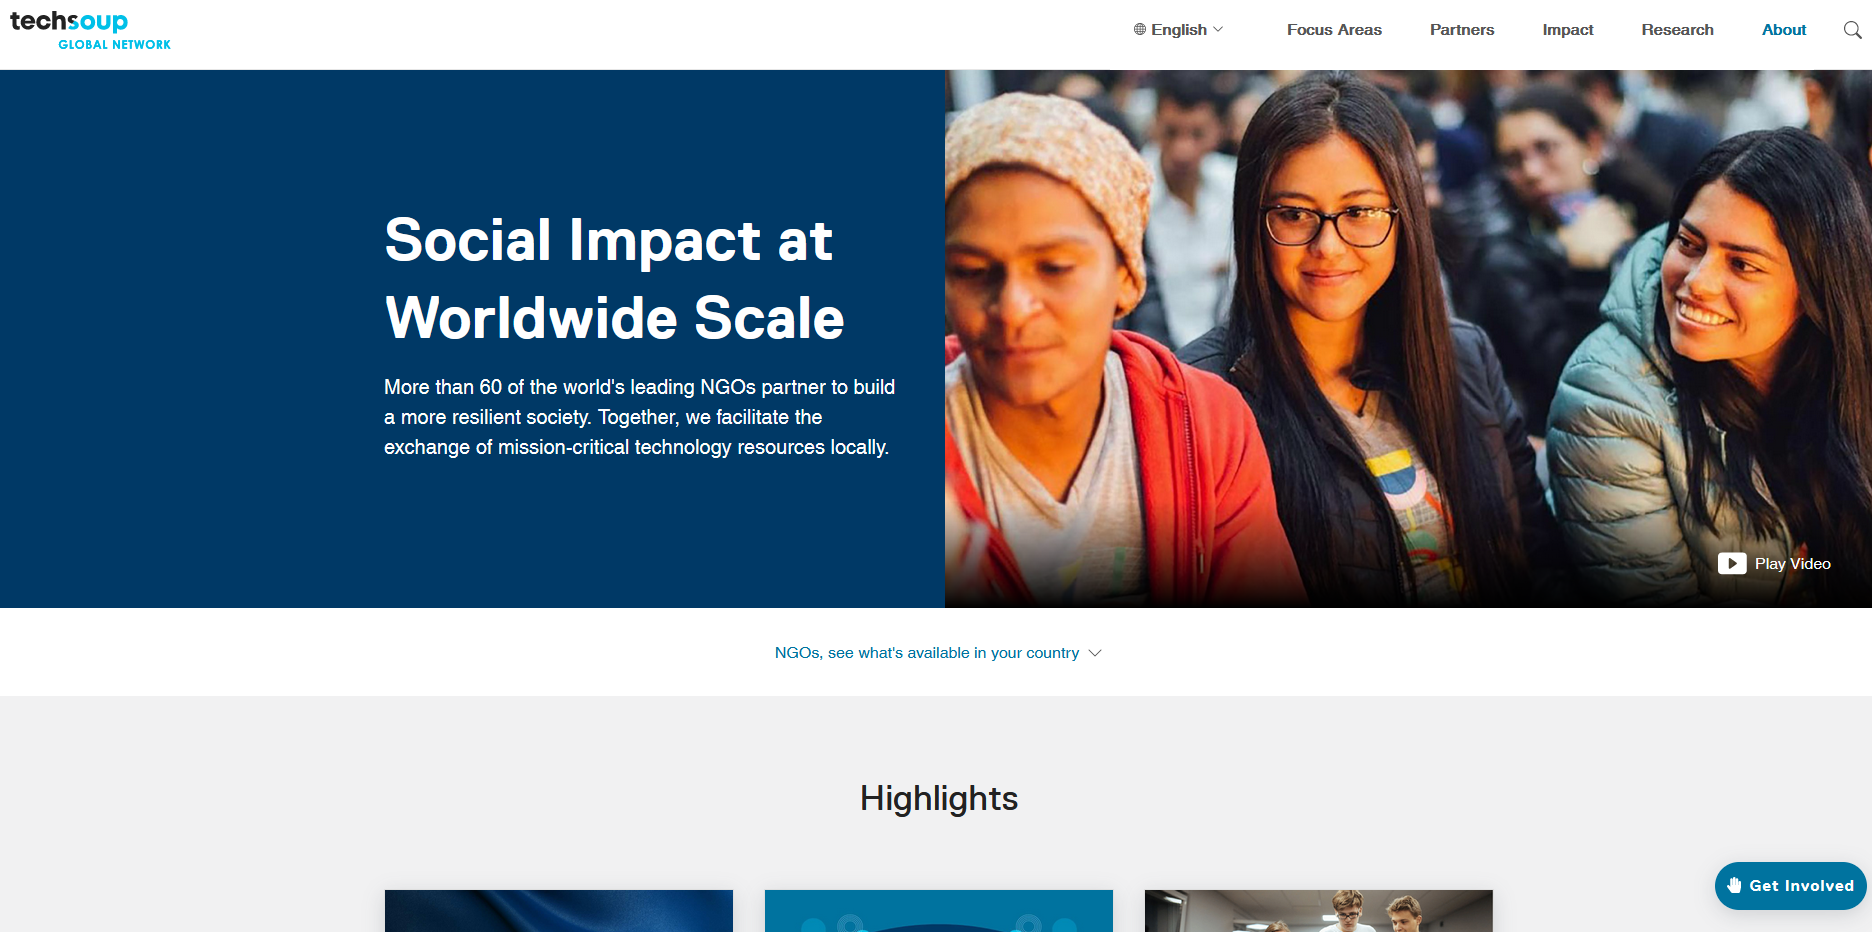 techsoup
GLOBAL NETWORK
English
Focus Areas
Partners
Impact
Research
About
Social Impact at
Worldwide Scale
More than 60 of the world's leading NGOs partner to build
a more resilient society. Together, we facilitate the
exchange of mission-critical technology resources locally.
Play Video
NGOs, see what's available in your country
Highlights
Get Involved